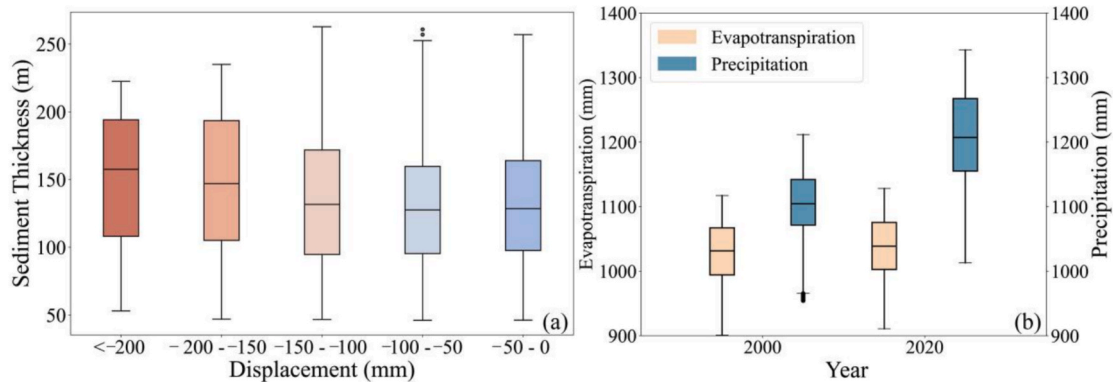 Sediment Thickness (m)
250
200
150
100
50
<−200
−200 - −150
−150 - −100
−100 - −50
−50 - 0
Displacement (mm)
(a)
Evapotranspiration (mm)
1400
1300
1200
1100
1000
900
Evapotranspiration
Precipitation
2000
2020
Year
(b)
1400
1300
1200
1100
1000
900
Precipitation (mm)